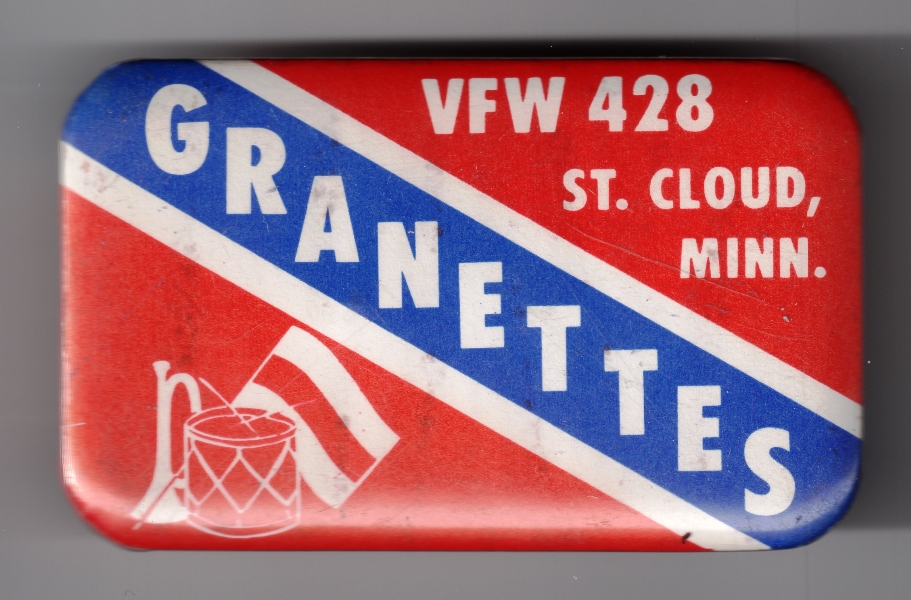 VFW 428
ST. CLOUD,
MINN.
GRANETTES